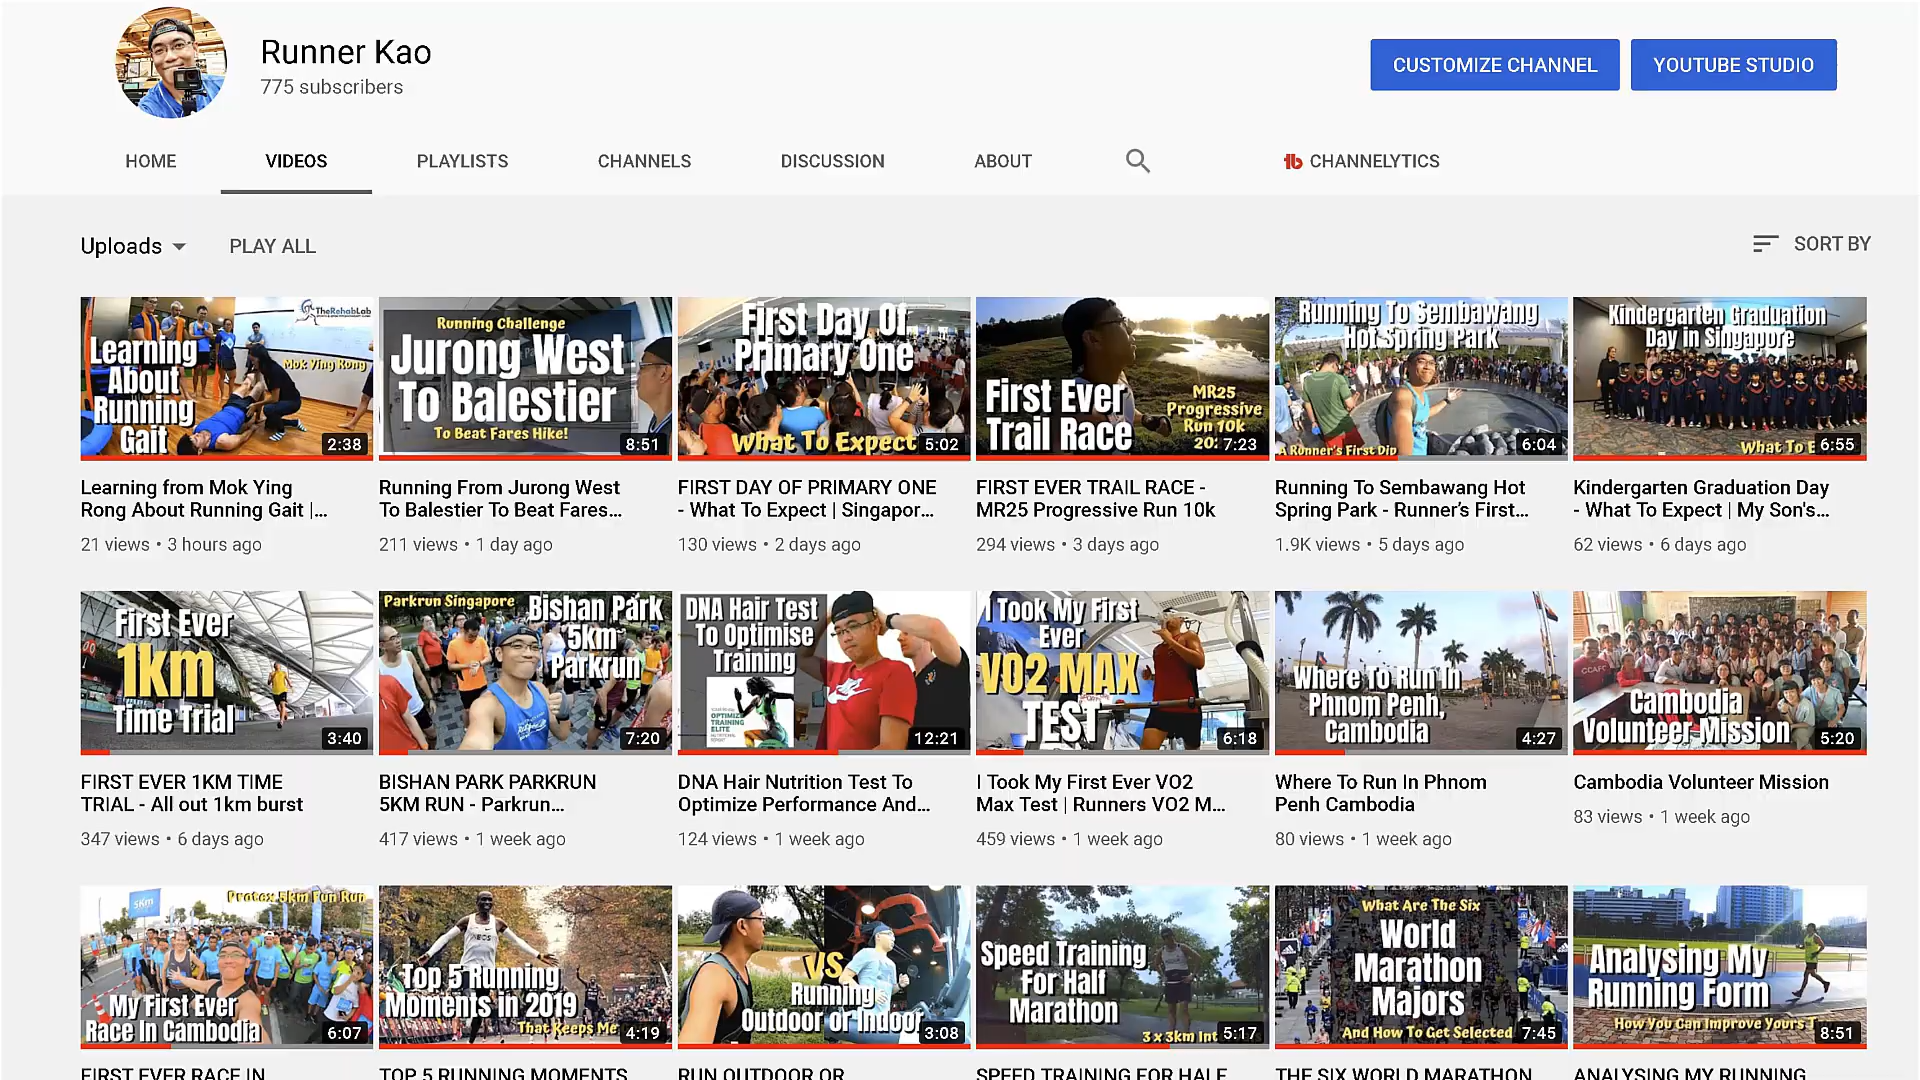 Runner Kao
775 subscribers
CUSTOMIZE CHANNEL
YOUTUBE STUDIO
HOME
VIDEOS
PLAYLISTS
CHANNELS
DISCUSSION
ABOUT
CHANNELYTICS
Uploads
PLAY ALL
SORT BY
TheRehabLab
Learning
About
Running
Gait
Mok Ying Rong
2:38
Running Challenge
Jurong West
To Balestier
To Beat Fares Hike!
8:51
First Day Of
Primary One
What To Expect
5:02
First Ever
Trail Race
MR25
Progressive
Run 10k
7:23
Running To Sembawang
Hot Spring Park
A Runner's First Dip
6:04
Kindergarten Graduation
Day in Singapore
What To E
6:55
Learning from Mok Ying
Rong About Running Gait |...
21 views • 3 hours ago
Running From Jurong West
To Balestier To Beat Fares...
211 views • 1 day ago
FIRST DAY OF PRIMARY ONE
- What To Expect | Singapor...
130 views • 2 days ago
FIRST EVER TRAIL RACE -
MR25 Progressive Run 10k
294 views • 3 days ago
Running To Sembawang Hot
Spring Park - Runner’s First...
1.9K views • 5 days ago
Kindergarten Graduation Day
- What To Expect | My Son's...
62 views • 6 days ago
First Ever
1km
Time Trial
3:40
Parkrun Singapore
Bishan Park
5km
Parkrun
7:20
DNA Hair Test
To Optimise
Training
OPTIMIZE
TRAINING
ELITE
12:21
I Took My First
Ever
VO2 MAX
TEST
6:18
Where To Run In
Phnom Penh,
Cambodia
4:27
Cambodia
Volunteer Mission
5:20
FIRST EVER 1KM TIME
TRIAL - All out 1km burst
347 views • 6 days ago
BISHAN PARK PARKRUN
5KM RUN - Parkrun...
417 views • 1 week ago
DNA Hair Nutrition Test To
Optimize Performance And...
124 views • 1 week ago
I Took My First Ever VO2
Max Test | Runners VO2 M...
459 views • 1 week ago
Where To Run In Phnom
Penh Cambodia
80 views • 1 week ago
Cambodia Volunteer Mission
83 views • 1 week ago
5Km
Protex 5km Fun Run
My First Ever
Race In Cambodia
6:07
Top 5 Running
Moments in 2019
That Keeps Me
4:19
VS
Running
Outdoor or Indoor
3:08
Speed Training
For Half
Marathon
3 x 3km Int
5:17
What Are The Six
World
Marathon
Majors
And How To Get Selected
7:45
Analysing My
Running Form
How You Can Improve Yours T
8:51
FIRST EVER RACE IN
TOP 5 RUNNING MOMENTS
RUN OUTDOOR OR
SPEED TRAINING FOR HALF
THE SIX WORLD MARATHON
ANALYSING MY RUNNING